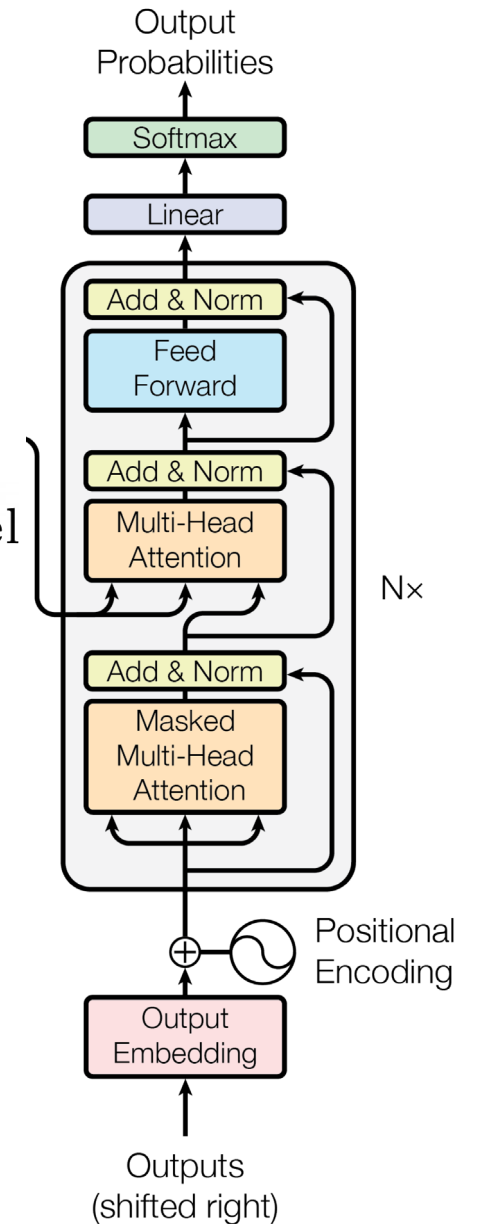 Output
Probabilities
Softmax
Linear
Add & Norm
Feed
Forward
Add & Norm
el
Multi-Head
Attention
N×
Add & Norm
Masked
Multi-Head
Attention
Positional
Encoding
Output
Embedding
Outputs
(shifted right)